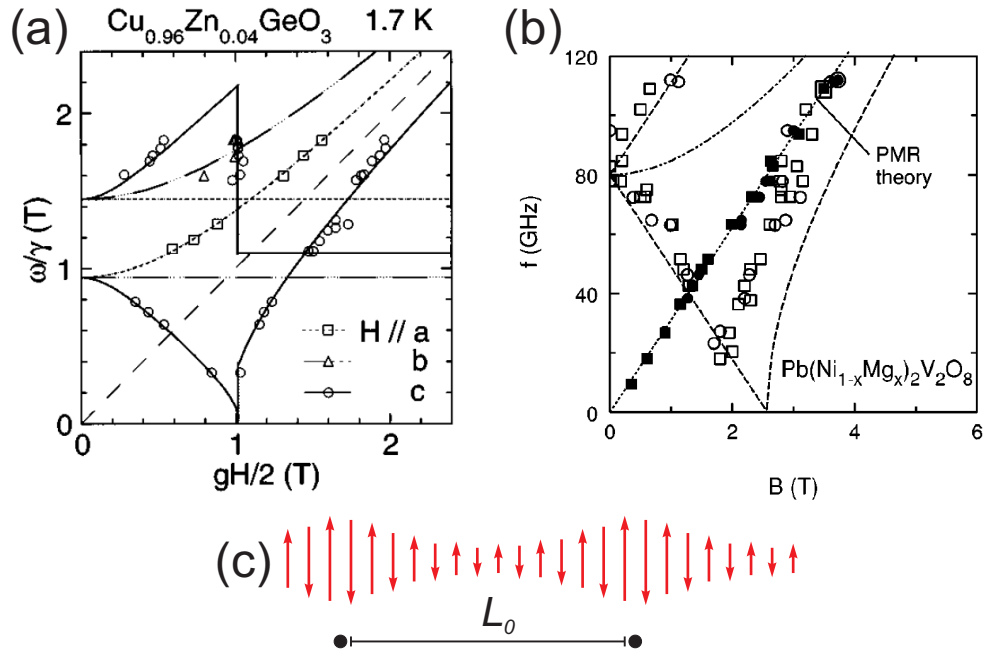 (a)
Cu0.96Zn0.04GeO3 1.7 K
2
1
0
ω/γ (T)
H // a
b
c
0 1 2
gH/2 (T)
(b)
120
80
40
0
f (GHz)
PMR
theory
Pb(Ni1-xMgx)2V2O8
0 2 4 6
B (T)
(c)
L0